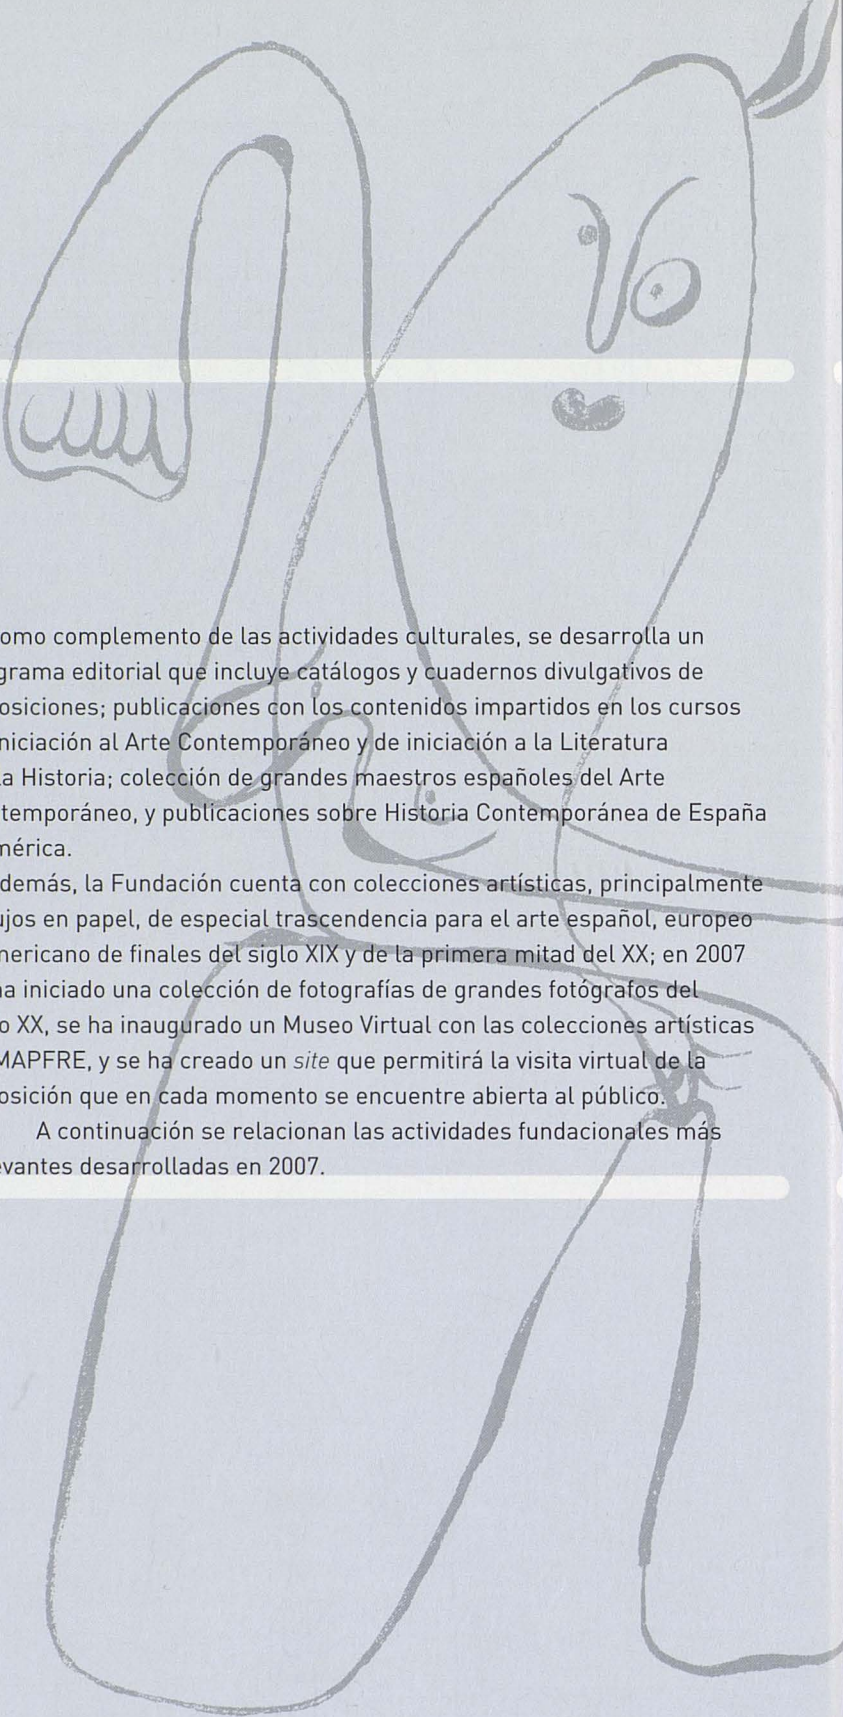 omo complemento de las actividades culturales, se desarrolla un
grama editorial que incluye catálogos y cuadernos divulgativos de
osiciones; publicaciones con los contenidos impartidos en los cursos
niciación al Arte Contemporáneo y de iniciación a la Literatura
a Historia; colección de grandes maestros españoles del Arte
temporáneo, y publicaciones sobre Historia Contemporánea de España
mérica.
demás, la Fundación cuenta con colecciones artísticas, principalmente
ujos en papel, de especial trascendencia para el arte español, europeo
mericano de finales del siglo XIX y de la primera mitad del XX; en 2007
a iniciado una colección de fotografías de grandes fotógrafos del
o XX, se ha inaugurado un Museo Virtual con las colecciones artísticas
MAPFRE, y se ha creado un site que permitirá la visita virtual de la
osición que en cada momento se encuentre abierta al público.
A continuación se relacionan las actividades fundacionales más
evantes desarrolladas en 2007.